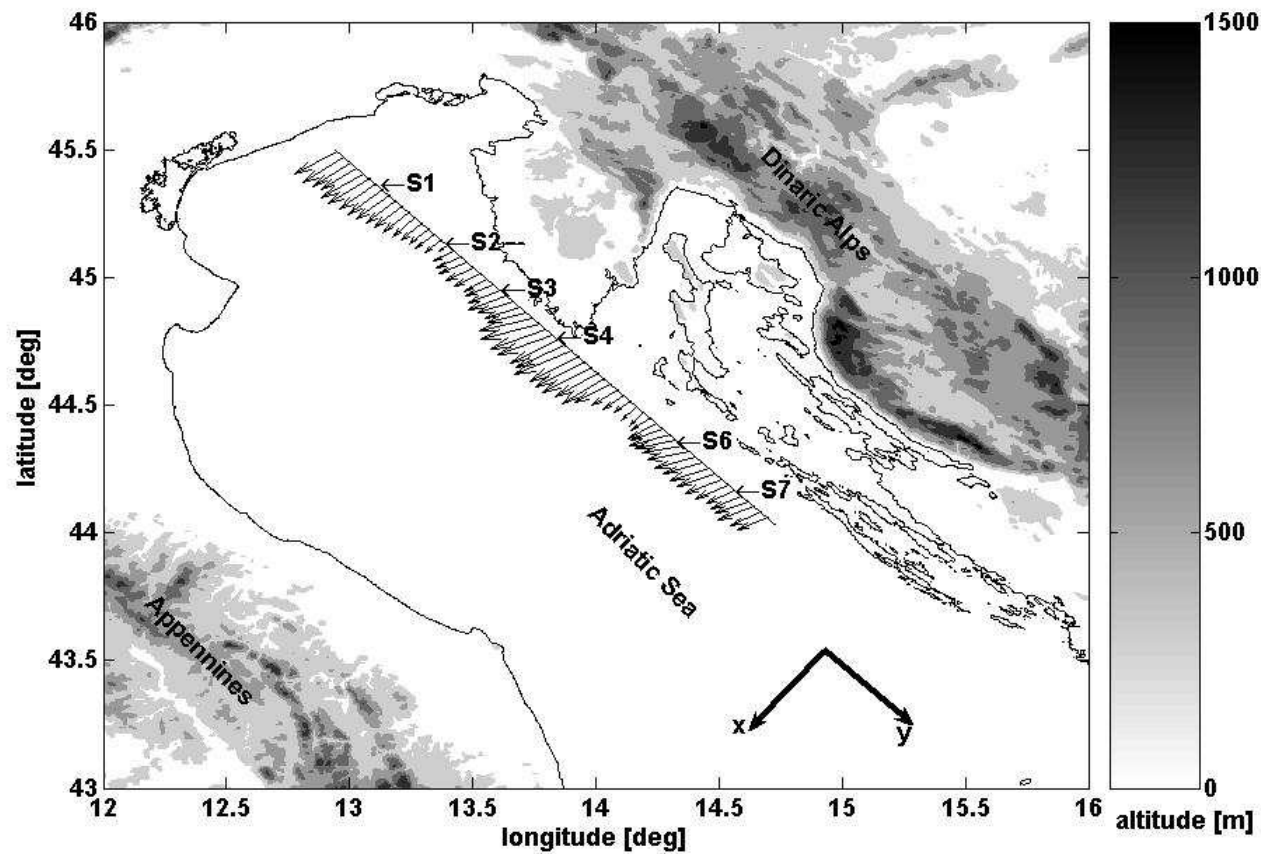 46
45.5
45
44.5
44
43.5
43
latitude [deg]
12
12.5
13
13.5
14
14.5
15
15.5
16
longitude [deg]
S1
S2
S3
S4
S6
S7
Dinaric Alps
Adriatic Sea
Appennines
x
y
1500
1000
500
0
altitude [m]